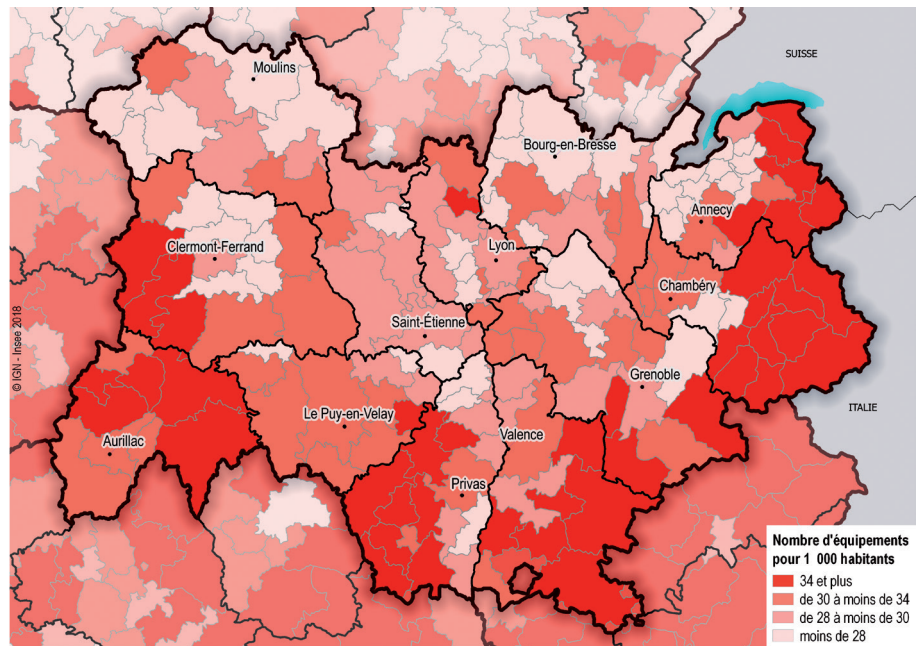 SUISSE
Moulins
Bourg-en-Bresse
Annecy
Clermont-Ferrand
Lyon
Chambéry
Saint-Étienne
© IGN - Insee 2018
Grenoble
ITALIE
Le Puy-en-Velay
Aurillac
Valence
Privas
Nombre d'équipements
pour 1 000 habitants
34 et plus
de 30 à moins de 34
de 28 à moins de 30
moins de 28